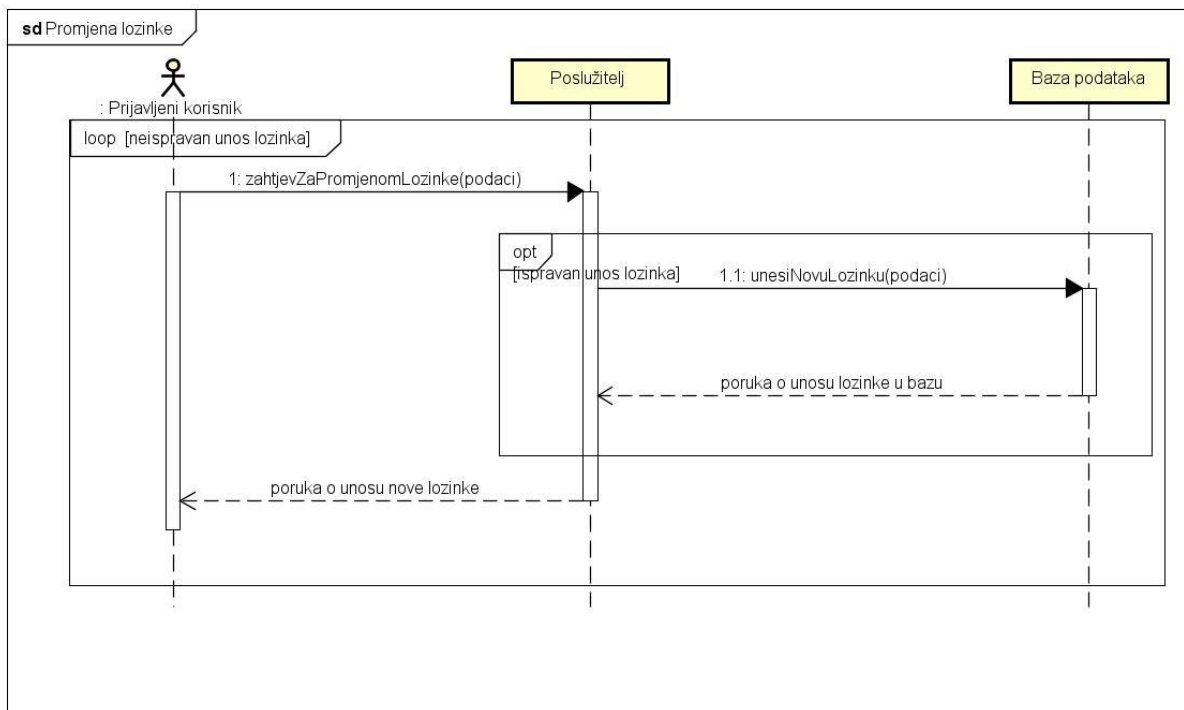 sd Promjena lozinke
: Prijavljeni korisnik
Poslužitelj
Baza podataka
loop [neispravan unos lozinka]
1: zahtjevZaPromjenomLozinke(podaci)
opt
[ispravan unos lozinka]
1.1: unesiNovuLozinku(podaci)
poruka o unosu lozinke u bazu
poruka o unosu nove lozinke